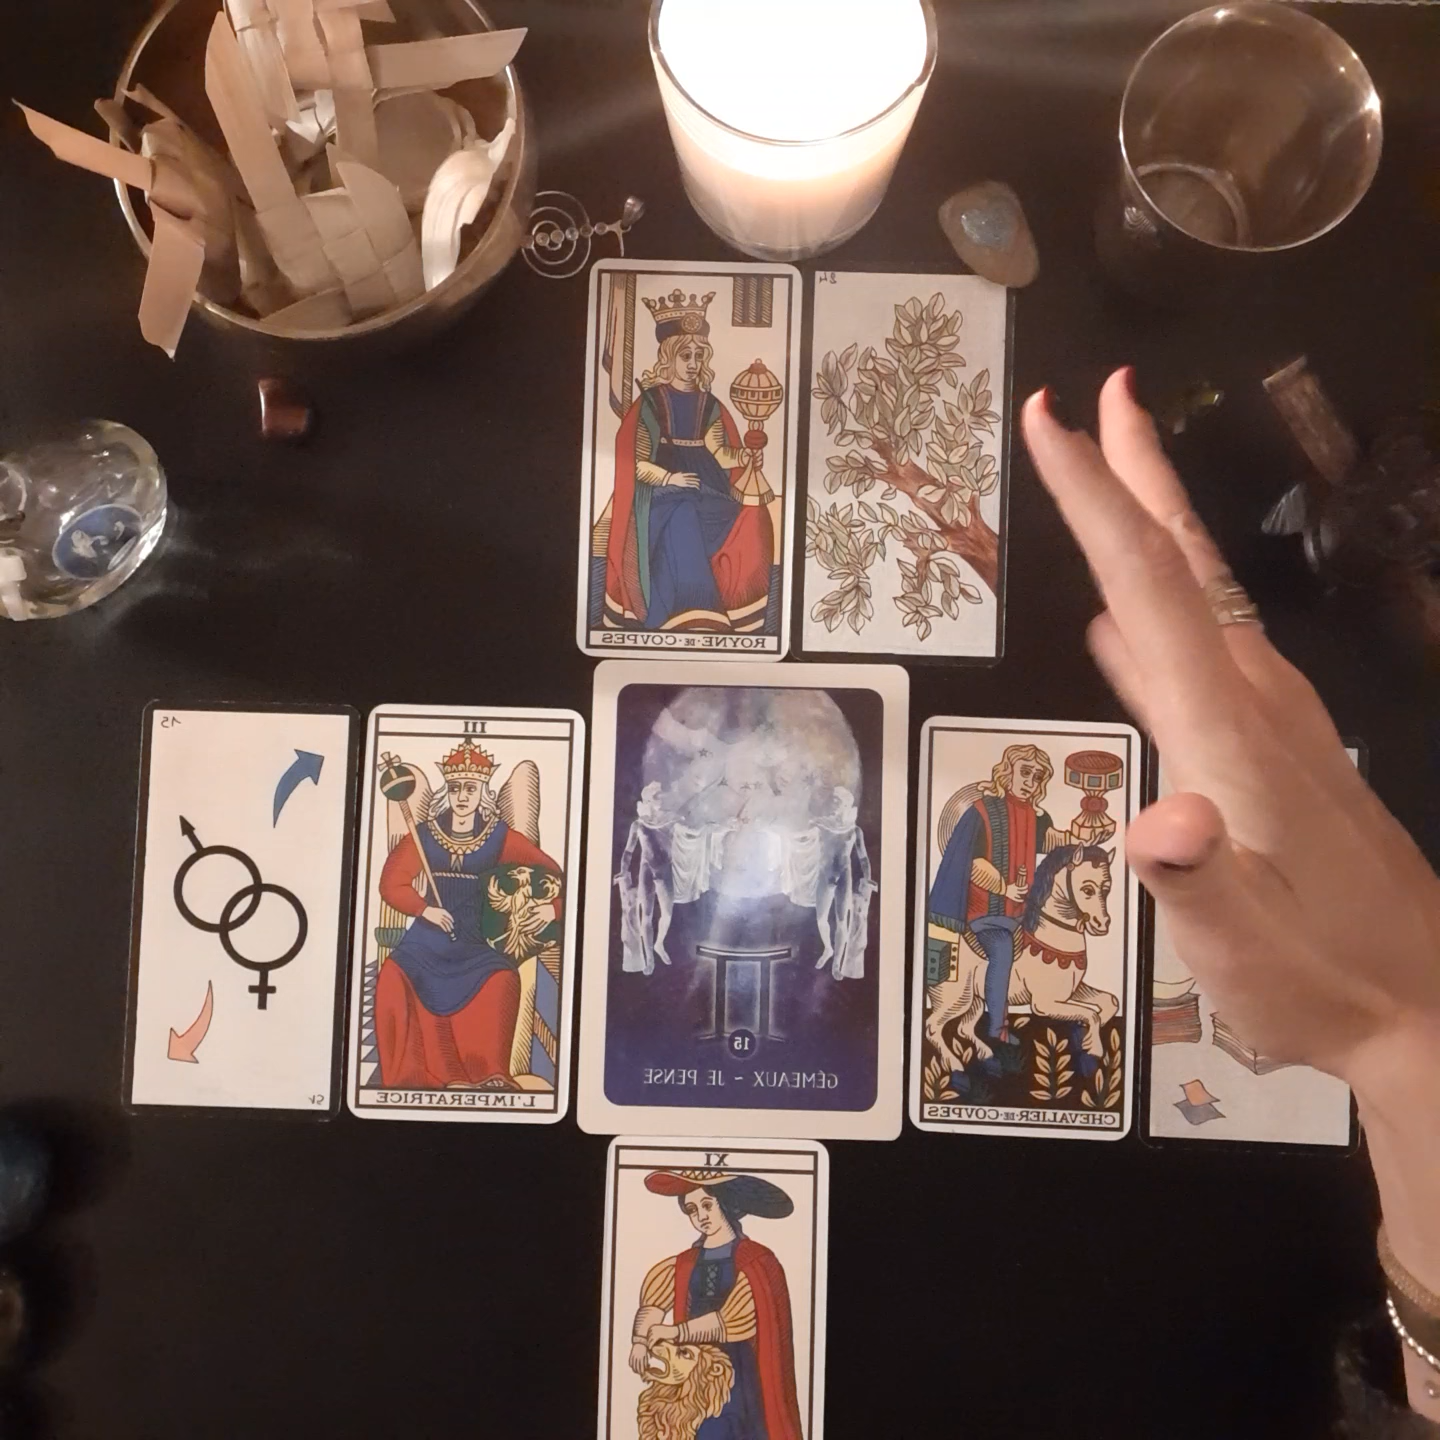 24
ROYNE·DE·COVPES
15
III
L'IMPERATRICE
15
GÉMEAUX ~ JE PENSE
CHEVALIER·DE·COVPES
XI